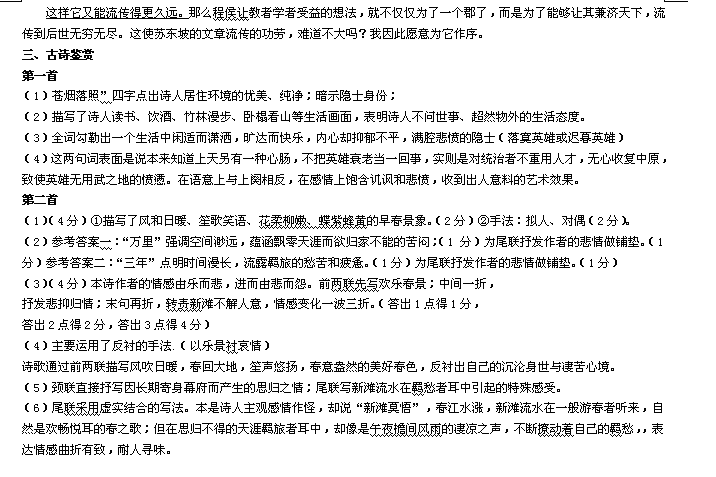 这样它又能流传得更久远。那么程侯让教者学者受益的想法，就不仅仅为了一个郡了，而是为了能够让其兼济天下，流
传到后世无穷无尽。这使苏东坡的文章流传的功劳，难道不大吗？我因此愿意为它作序。
三、古诗鉴赏
第一首
（1）苍烟落照”四字点出诗人居住环境的优美、纯诤；暗示隐士身份；
（2）描写了诗人读书、饮酒、竹林漫步、卧榻看山等生活画面，表明诗人不问世事、超然物外的生活态度。
（3）全词勾勒出一个生活中闲适而潇洒，旷达而快乐，内心却抑郁不平，满腔悲愤的隐士（落寞英雄或迟暮英雄）
（4）这两句词表面是说本来知道上天另有一种心肠，不把英雄衰老当一回事，实则是对统治者不重用人才，无心收复中原，
致使英雄无用武之地的愤懑。在语意上与上阕相反，在感情上饱含讥讽和悲愤，收到出人意料的艺术效果。
第二首
（1）（4分）①描写了风和日暖、笙歌笑语、花柔柳嫩、蝶紫蜂黄的早春景象。（2分）②手法：拟人、对偶（2分）。
（2）参考答案一：“万里”强调空间渺远，蕴涵飘零天涯而欲归家不能的苦闷；（1 分）为尾联抒发作者的悲情做铺垫。（1
分）参考答案二：“三年”点明时间漫长，流露羁旅的愁苦和疲惫。（1分）为尾联抒发作者的悲情做铺垫。（1分）
（3）（4分）本诗作者的情感由乐而悲，进而由悲而怨。前两联先写欢乐春景；中间一折，
抒发悲抑归情；末句再折，转责新滩不解人意，情感变化一波三折。（答出1点得1分，
答出2点得2分，答出3点得4分）
（4）主要运用了反衬的手法.（以乐景衬哀情）
诗歌通过前两联描写风吹日暖，春回大地，笙声悠扬，春意盎然的美好春色，反衬出自己的沉沦身世与凄苦心境。
（5）颈联直接抒写因长期寄身幕府而产生的思归之情；尾联写新滩流水在羁愁者耳中引起的特殊感受。
（6）尾联采用虚实结合的写法。本是诗人主观感情作怪，却说“新滩莫悟”，春江水涨，新滩流水在一般游春者听来，自
然是欢畅悦耳的春之歌；但在思归不得的天涯羁旅者耳中，却像是午夜檐间风雨的凄凉之声，不断撩动着自己的羁愁，，表
达情感曲折有致，耐人寻味。